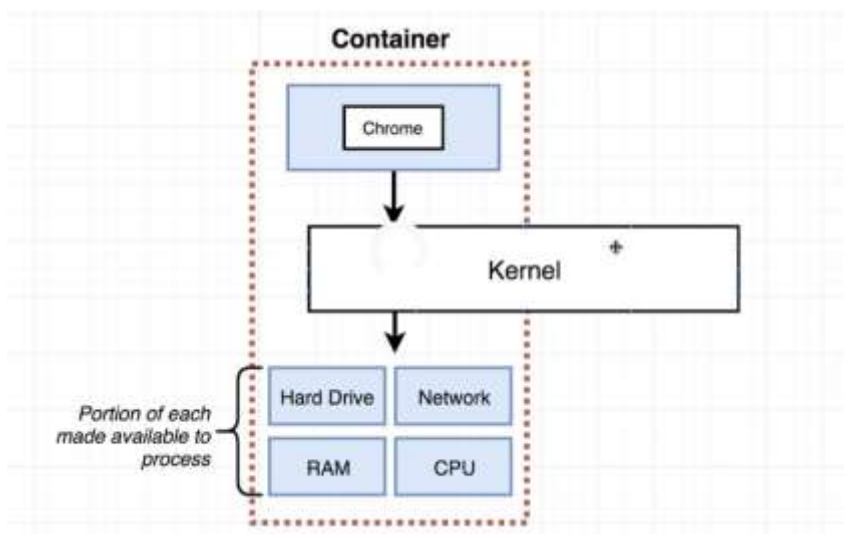 Container
Chrome
Kernel
Hard Drive
Network
Portion of each
made available to
process
RAM
CPU